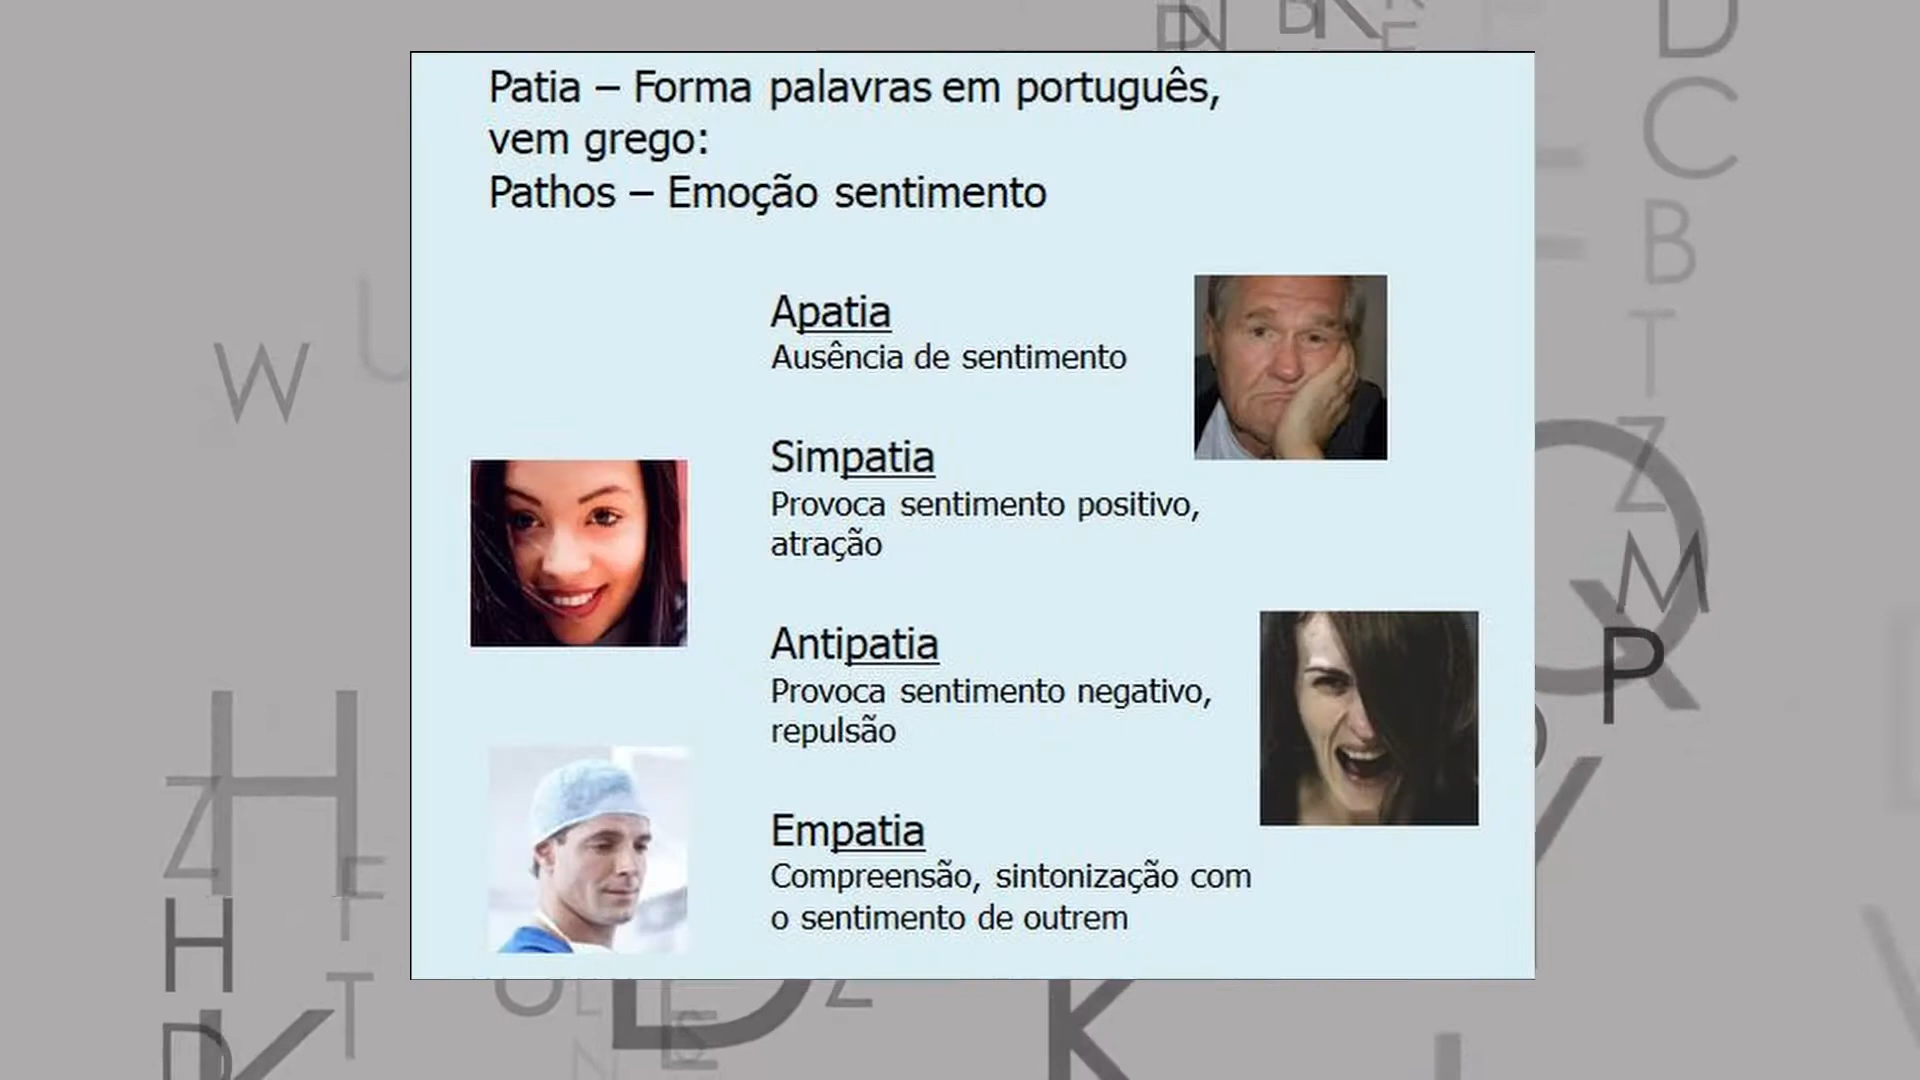 Patia – Forma palavras em português,
vem grego:
Pathos – Emoção sentimento
Apatia
Ausência de sentimento
Simpatia
Provoca sentimento positivo,
atração
Antipatia
Provoca sentimento negativo,
repulsão
Empatia
Compreensão, sintonização com
o sentimento de outrem